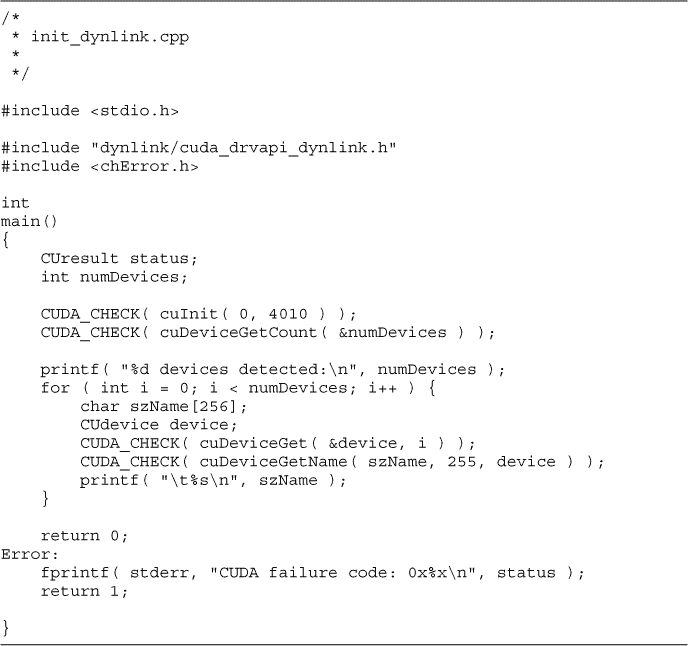 /*
 * init_dynlink.cpp
 *
 */

#include <stdio.h>

#include "dynlink/cuda_drvapi_dynlink.h"
#include <chError.h>

int
main()
{
    CUresult status;
    int numDevices;

    CUDA_CHECK( cuInit( 0, 4010 ) );
    CUDA_CHECK( cuDeviceGetCount( &numDevices ) );

    printf( "%d devices detected:\n", numDevices );
    for ( int i = 0; i < numDevices; i++ ) {
        char szName[256];
        CUdevice device;
        CUDA_CHECK( cuDeviceGet( &device, i ) );
        CUDA_CHECK( cuDeviceGetName( szName, 255, device ) );
        printf( "\t%s\n", szName );
    }

    return 0;
Error:
    fprintf( stderr, "CUDA failure code: 0x%x\n", status );
    return 1;

}